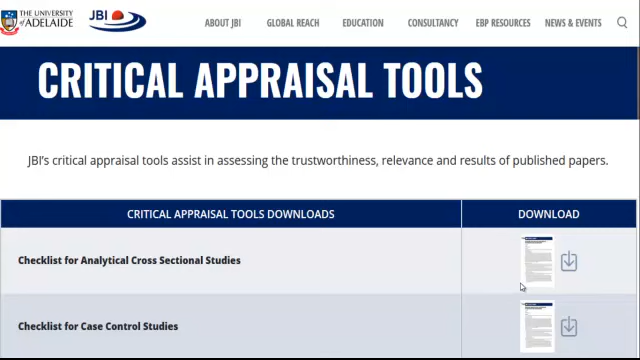 THE UNIVERSITY
of ADELAIDE
JBI
ABOUT JBI
GLOBAL REACH
EDUCATION
CONSULTANCY
EBP RESOURCES
NEWS & EVENTS
CRITICAL APPRAISAL TOOLS
JBI's critical appraisal tools assist in assessing the trustworthiness, relevance and results of published papers.
CRITICAL APPRAISAL TOOLS DOWNLOADS
DOWNLOAD
Checklist for Analytical Cross Sectional Studies
Checklist for Case Control Studies